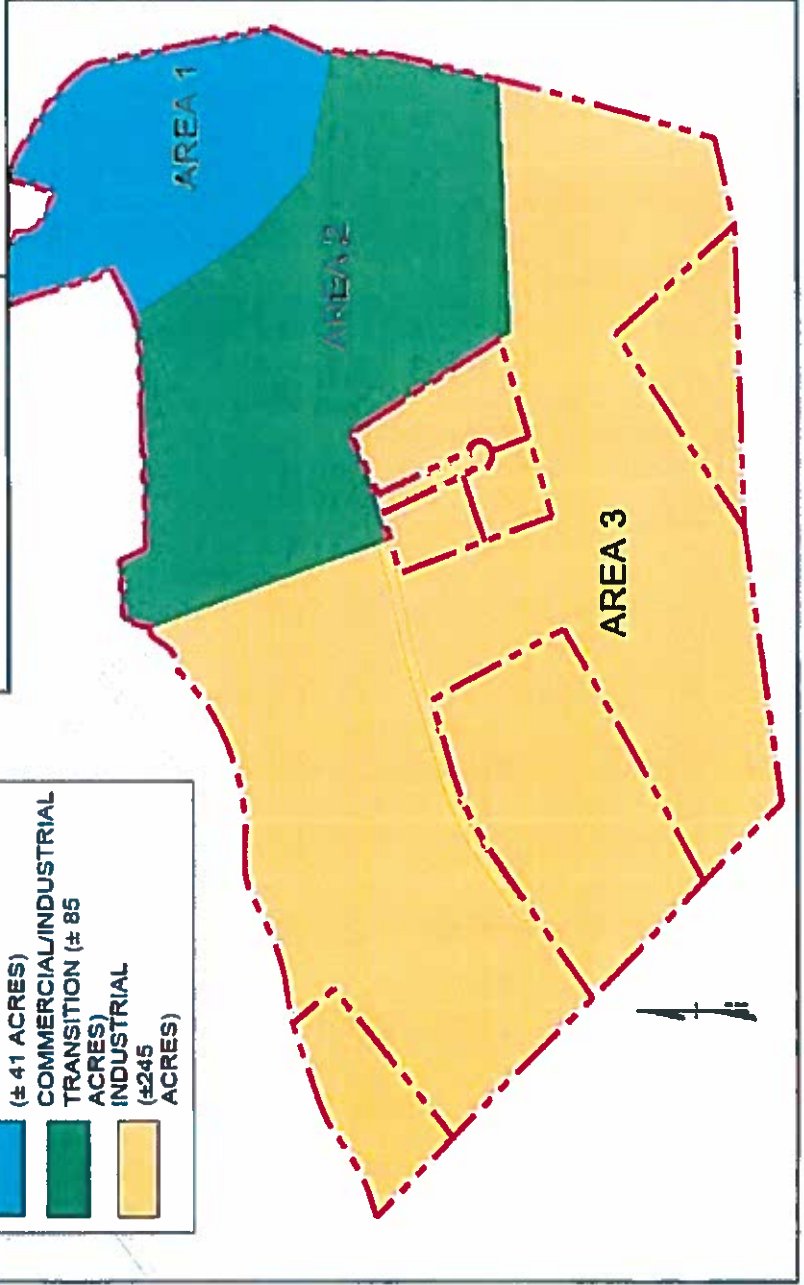 (± 41 ACRES)
COMMERCIAL/INDUSTRIAL
TRANSITION (± 85
ACRES)
INDUSTRIAL
(±245
ACRES)
AREA 1
AREA 2
AREA 3